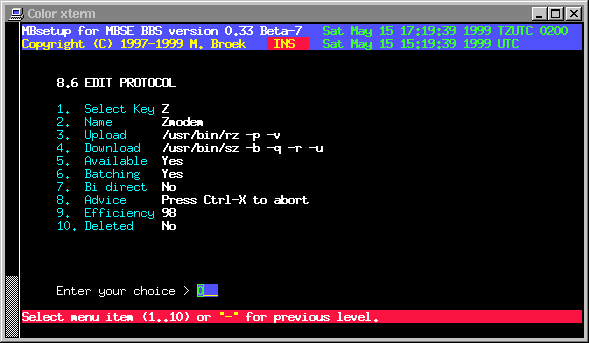 Color xterm
MBsetup for MBSE BBS version 0.33 Beta-7 Sat May 15 17:19:39 1999 TZUTC 0200
Copyright (C) 1997-1999 M. Broek INS Sat May 15 15:19:39 1999 UTC
8.6 EDIT PROTOCOL
1. Select Key Z
2. Name Zmodem
3. Upload /usr/bin/rz -p -v
4. Download /usr/bin/sz -b -q -r -u
5. Available Yes
6. Batching Yes
7. Bi direct No
8. Advice Press Ctrl-X to abort
9. Efficiency 98
10. Deleted No
Enter your choice > 0__
Select menu item (1..10) or "-" for previous level.